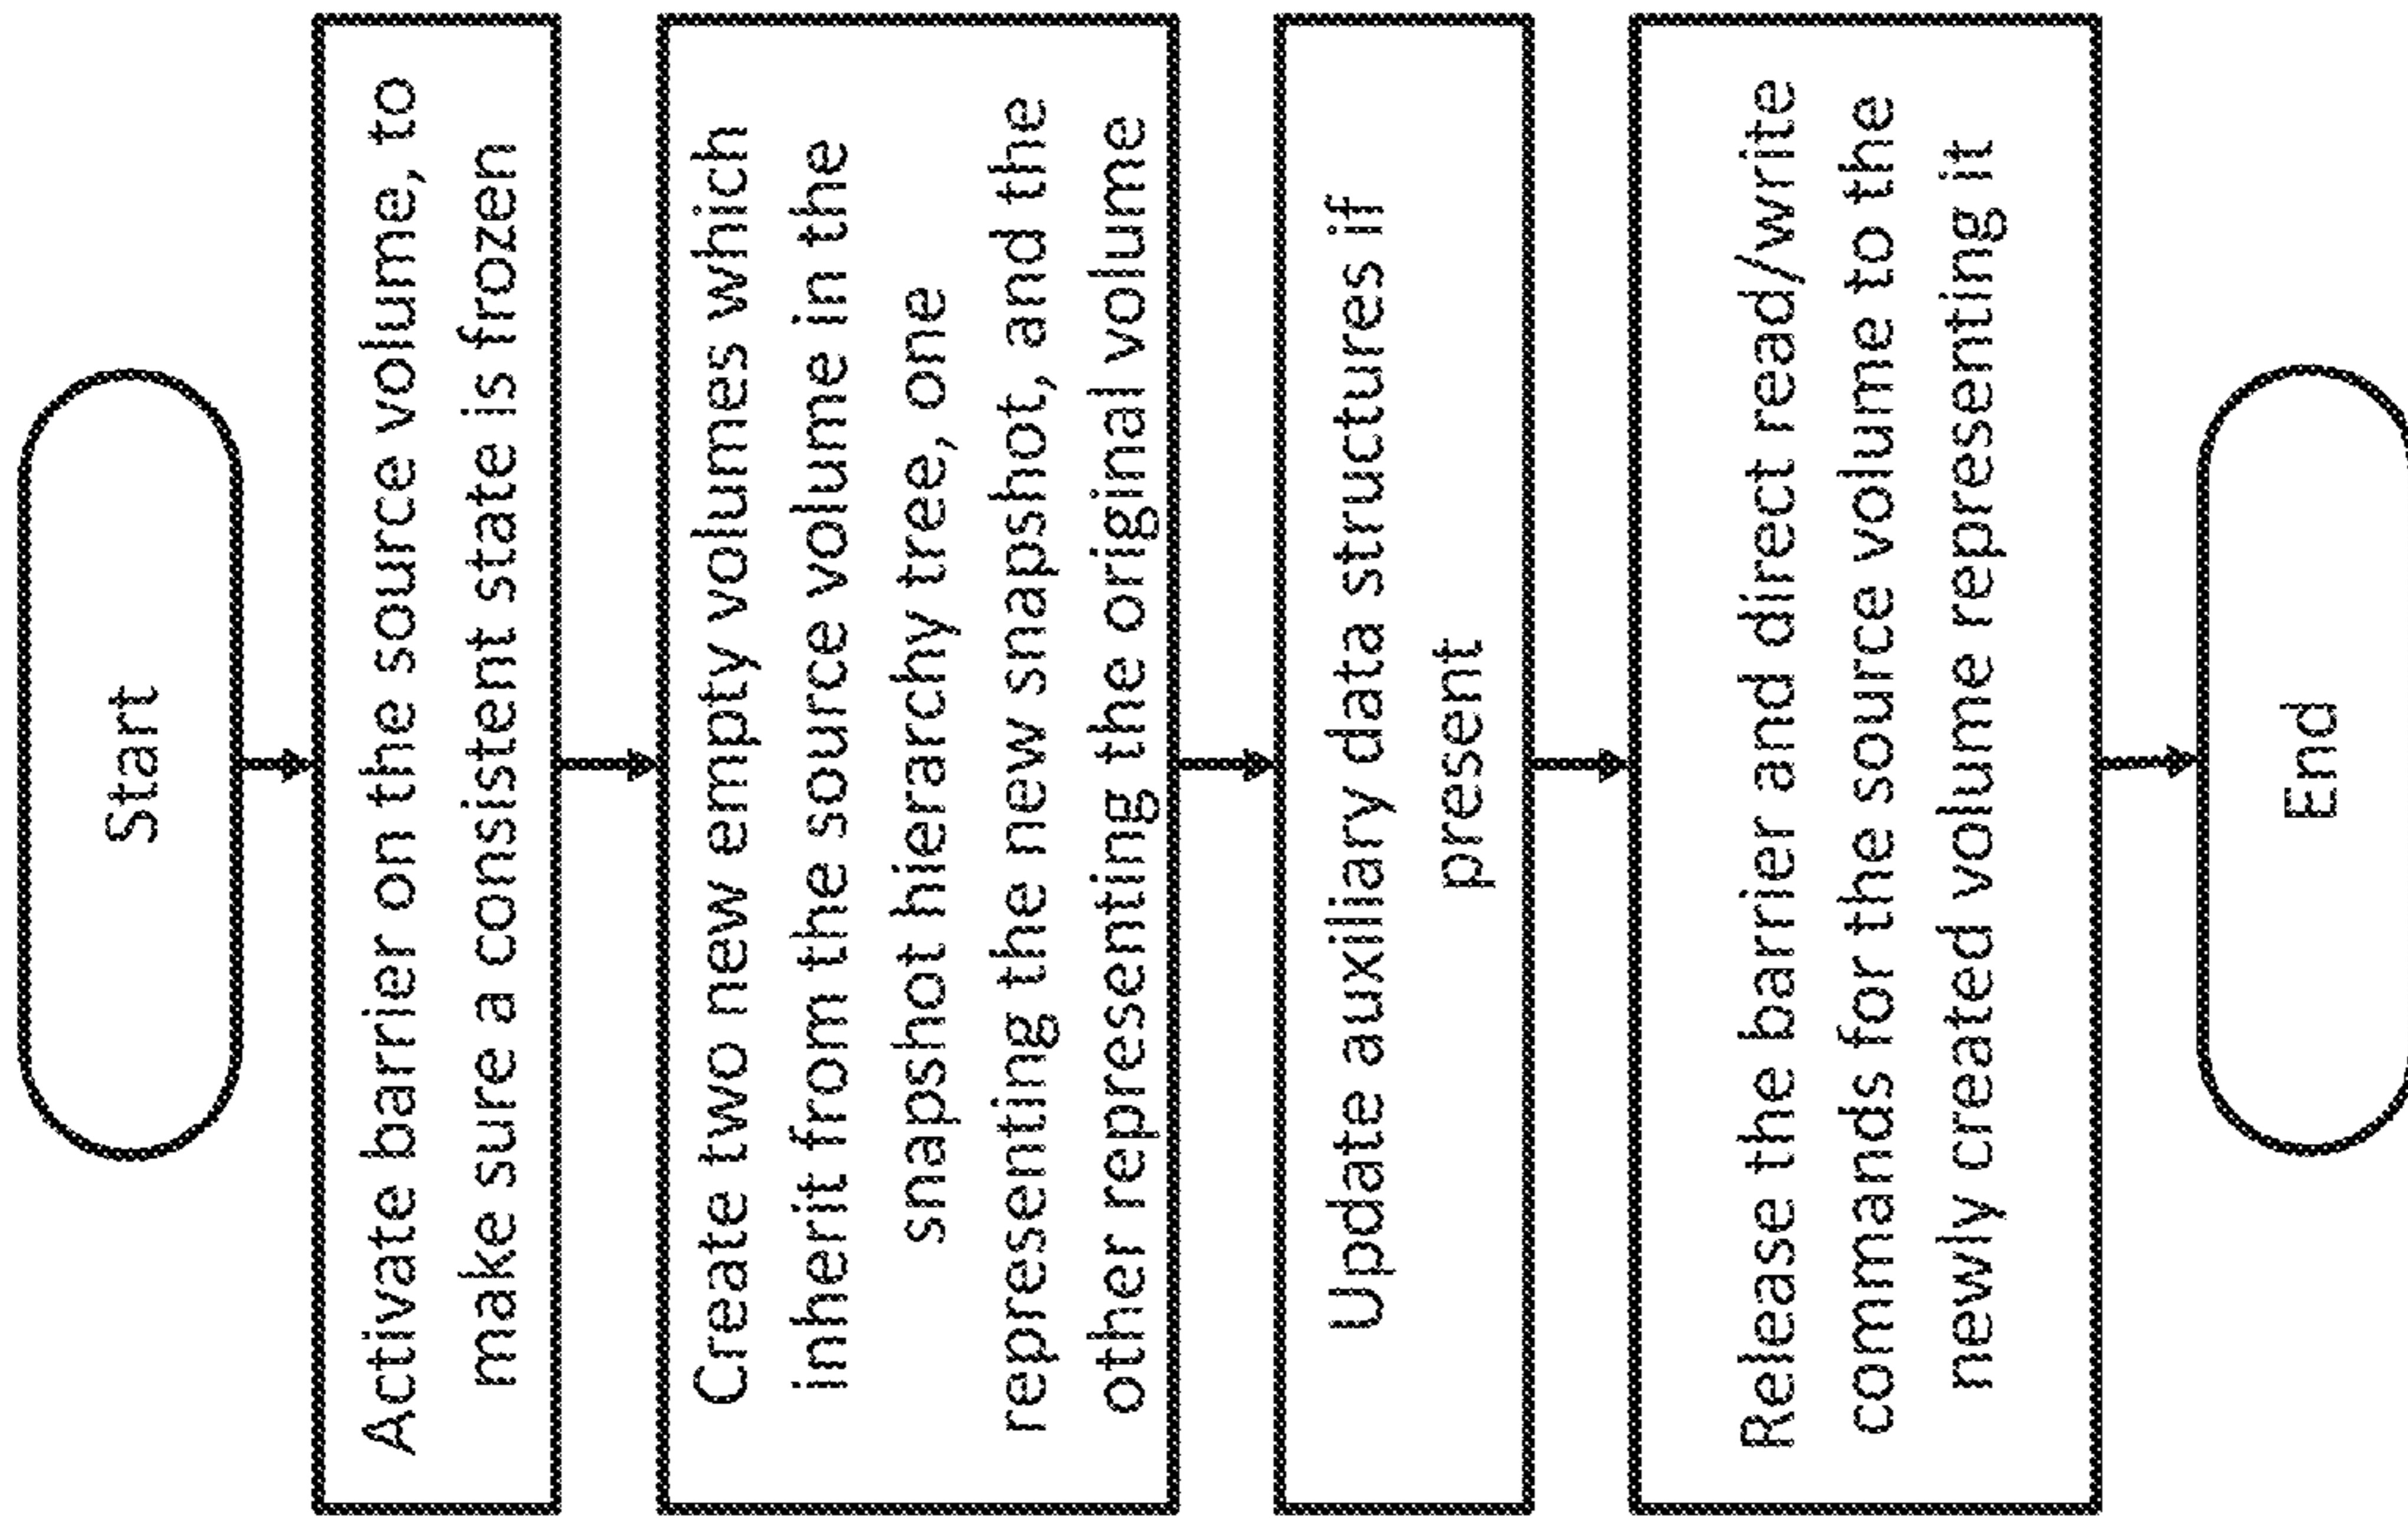 Start
Activate barrier on the source volume, to
make sure a consistent state is frozen
Create two new empty volumes which
inherit from the source volume in the
snapshot hierarchy tree, one
representing the new snapshot, and the
other representing the original volume
Update auxiliary data structures if
present
Release the barrier and direct read/write
commands for the source volume to the
newly created volume representing it
End